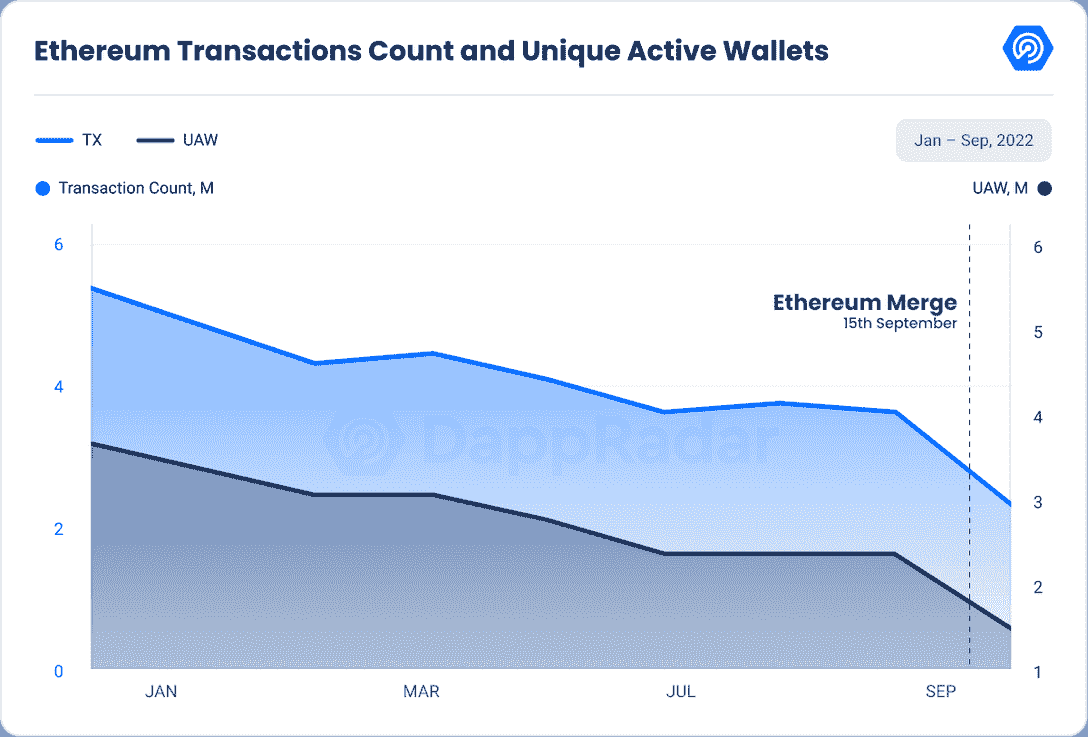 Ethereum Transactions Count and Unique Active Wallets
TX UAW
Jan – Sep, 2022
Transaction Count, M
UAW, M
6
6
Ethereum Merge
15th September
5
4
4
DappRadar
3
2
2
0
1
JAN MAR JUL SEP